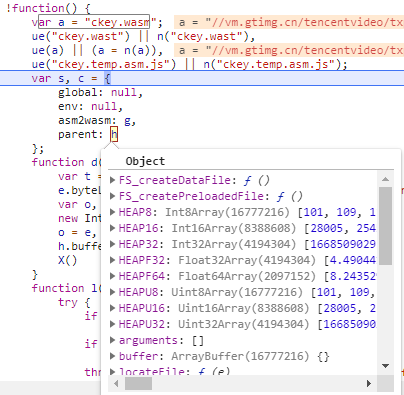 !function() {
var a = "ckey.wasm"; a = "//vm.gtimg.cn/tencentvideo/tx
ue("ckey.wast") || n("ckey.wast"),
ue(a) || (a = n(a)), a = "//vm.gtimg.cn/tencentvideo/tx
ue("ckey.temp.asm.js") || n("ckey.temp.asm.js");
var s, c = {
global: null,
env: null,
asm2wasm: g,
parent: h
};
function d(
var t =
e.byteL
var o,
new Int
o = e,
h.buffe
X()
}
function l(
try {
if
if
thr
Object
FS_createDataFile: ƒ ()
FS_createPreloadedFile: ƒ ()
HEAP8: Int8Array(16777216) [101, 109, 1
HEAP16: Int16Array(8388608) [28005, 254
HEAP32: Int32Array(4194304) [1668509029
HEAPF32: Float32Array(4194304) [4.49044
HEAPF64: Float64Array(2097152) [8.24352
HEAPU8: Uint8Array(16777216) [101, 109,
HEAPU16: Uint16Array(8388608) [28005, 2
HEAPU32: Uint32Array(4194304) [16685090
arguments: []
buffer: ArrayBuffer(16777216) {}
locateFile: ƒ (e)